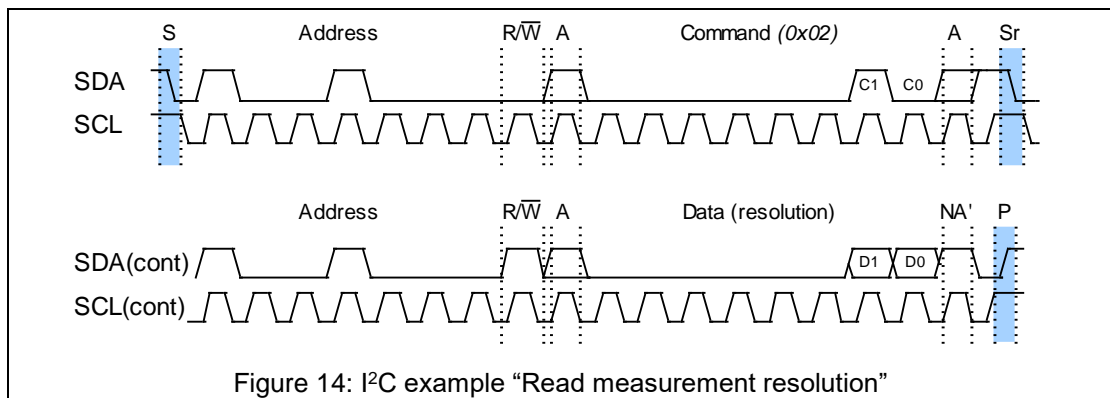 S Address R/W̅ A Command (0x02) A Sr
SDA C1 C0
SCL
Address R/W̅ A Data (resolution) NA' P
SDA(cont) D1 D0
SCL(cont)
Figure 14: I²C example “Read measurement resolution”